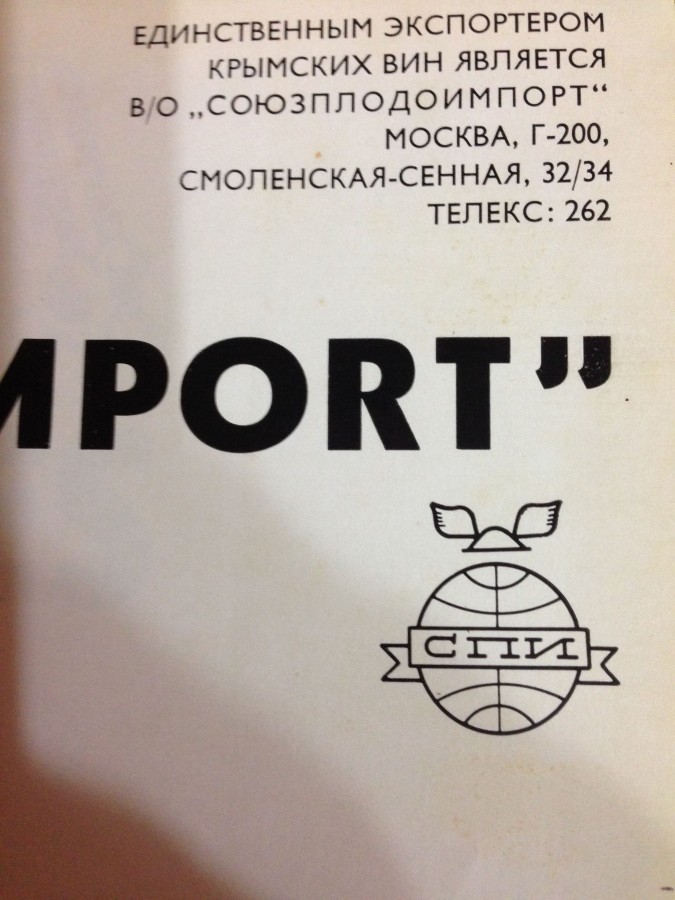 ЕДИНСТВЕННЫМ ЭКСПОРТЕРОМ
КРЫМСКИХ ВИН ЯВЛЯЕТСЯ
В/О „СОЮЗПЛОДОИМПОРТ“
МОСКВА, Г-200,
СМОЛЕНСКАЯ-СЕННАЯ, 32/34
ТЕЛЕКС: 262
MPORT”
СПИ